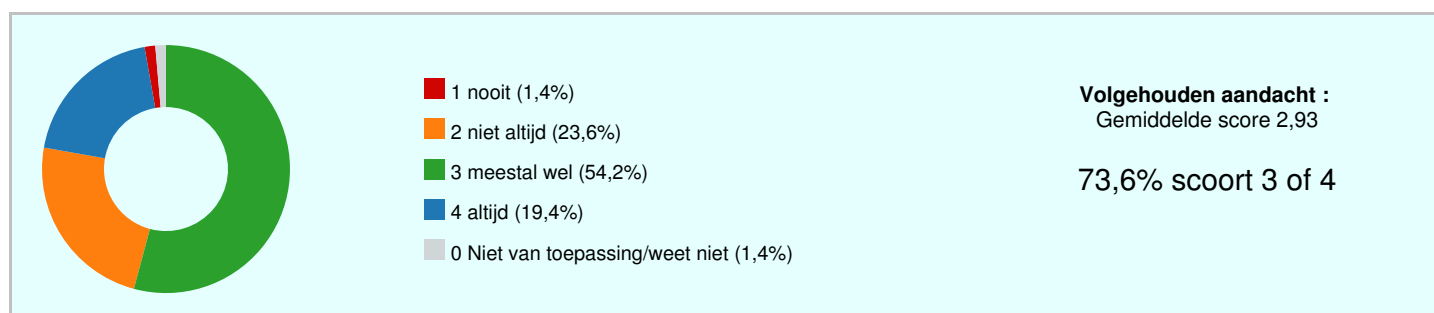 1 nooit (1,4%)
2 niet altijd (23,6%)
3 meestal wel (54,2%)
4 altijd (19,4%)
0 Niet van toepassing/weet niet (1,4%)
Volgehouden aandacht :
Gemiddelde score 2,93
73,6% scoort 3 of 4